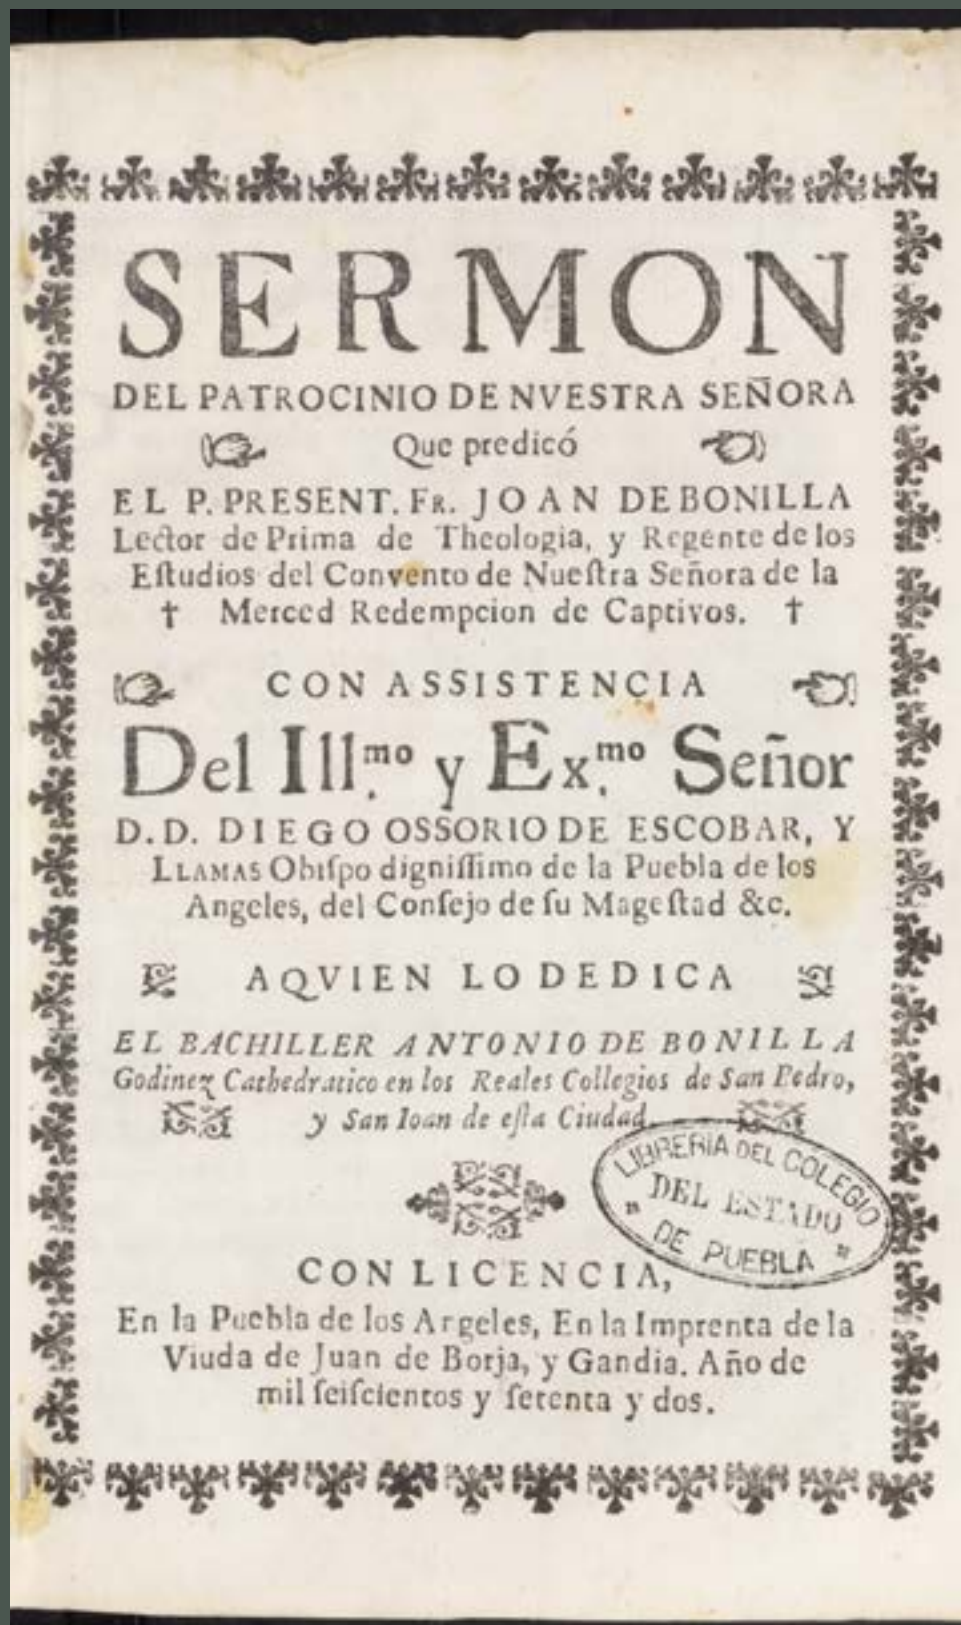 SERMON
DEL PATROCINIO DE NVESTRA SEÑORA
Que predicó
EL P. PRESENT. FR. JOAN DE BONILLA
Lector de Prima de Theologia, y Regente de los
Eſtudios del Convento de Nueſtra Señora de la
† Merced Redempcion de Captivos. †
CON ASSISTENCIA
Del Ill.mo y Ex.mo Señor
D.D. DIEGO OSSORIO DE ESCOBAR, Y
LLAMAS Obiſpo digniſſimo de la Puebla de los
Angeles, del Conſejo de ſu Mageſtad &c.
AQVIEN LO DEDICA
EL BACHILLER ANTONIO DE BONILLA
Godinez Cathedratico en los Reales Collegios de San Pedro,
y San Ioan de eſta Ciudad.
LIBRERIA DEL COLEGIO
DEL ESTADO
DE PUEBLA
CON LICENCIA,
En la Puebla de los Argeles, En la Imprenta de la
Viuda de Juan de Borja, y Gandia. Año de
mil ſeiſcientos y ſetenta y dos.